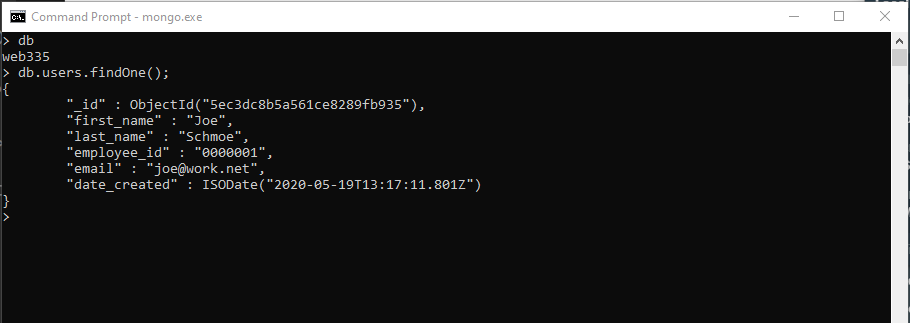 Command Prompt - mongo.exe
> db
web335
> db.users.findOne();
{
        "_id" : ObjectId("5ec3dc8b5a561ce8289fb935"),
        "first_name" : "Joe",
        "last_name" : "Schmoe",
        "employee_id" : "0000001",
        "email" : "joe@work.net",
        "date_created" : ISODate("2020-05-19T13:17:11.801Z")
}
>